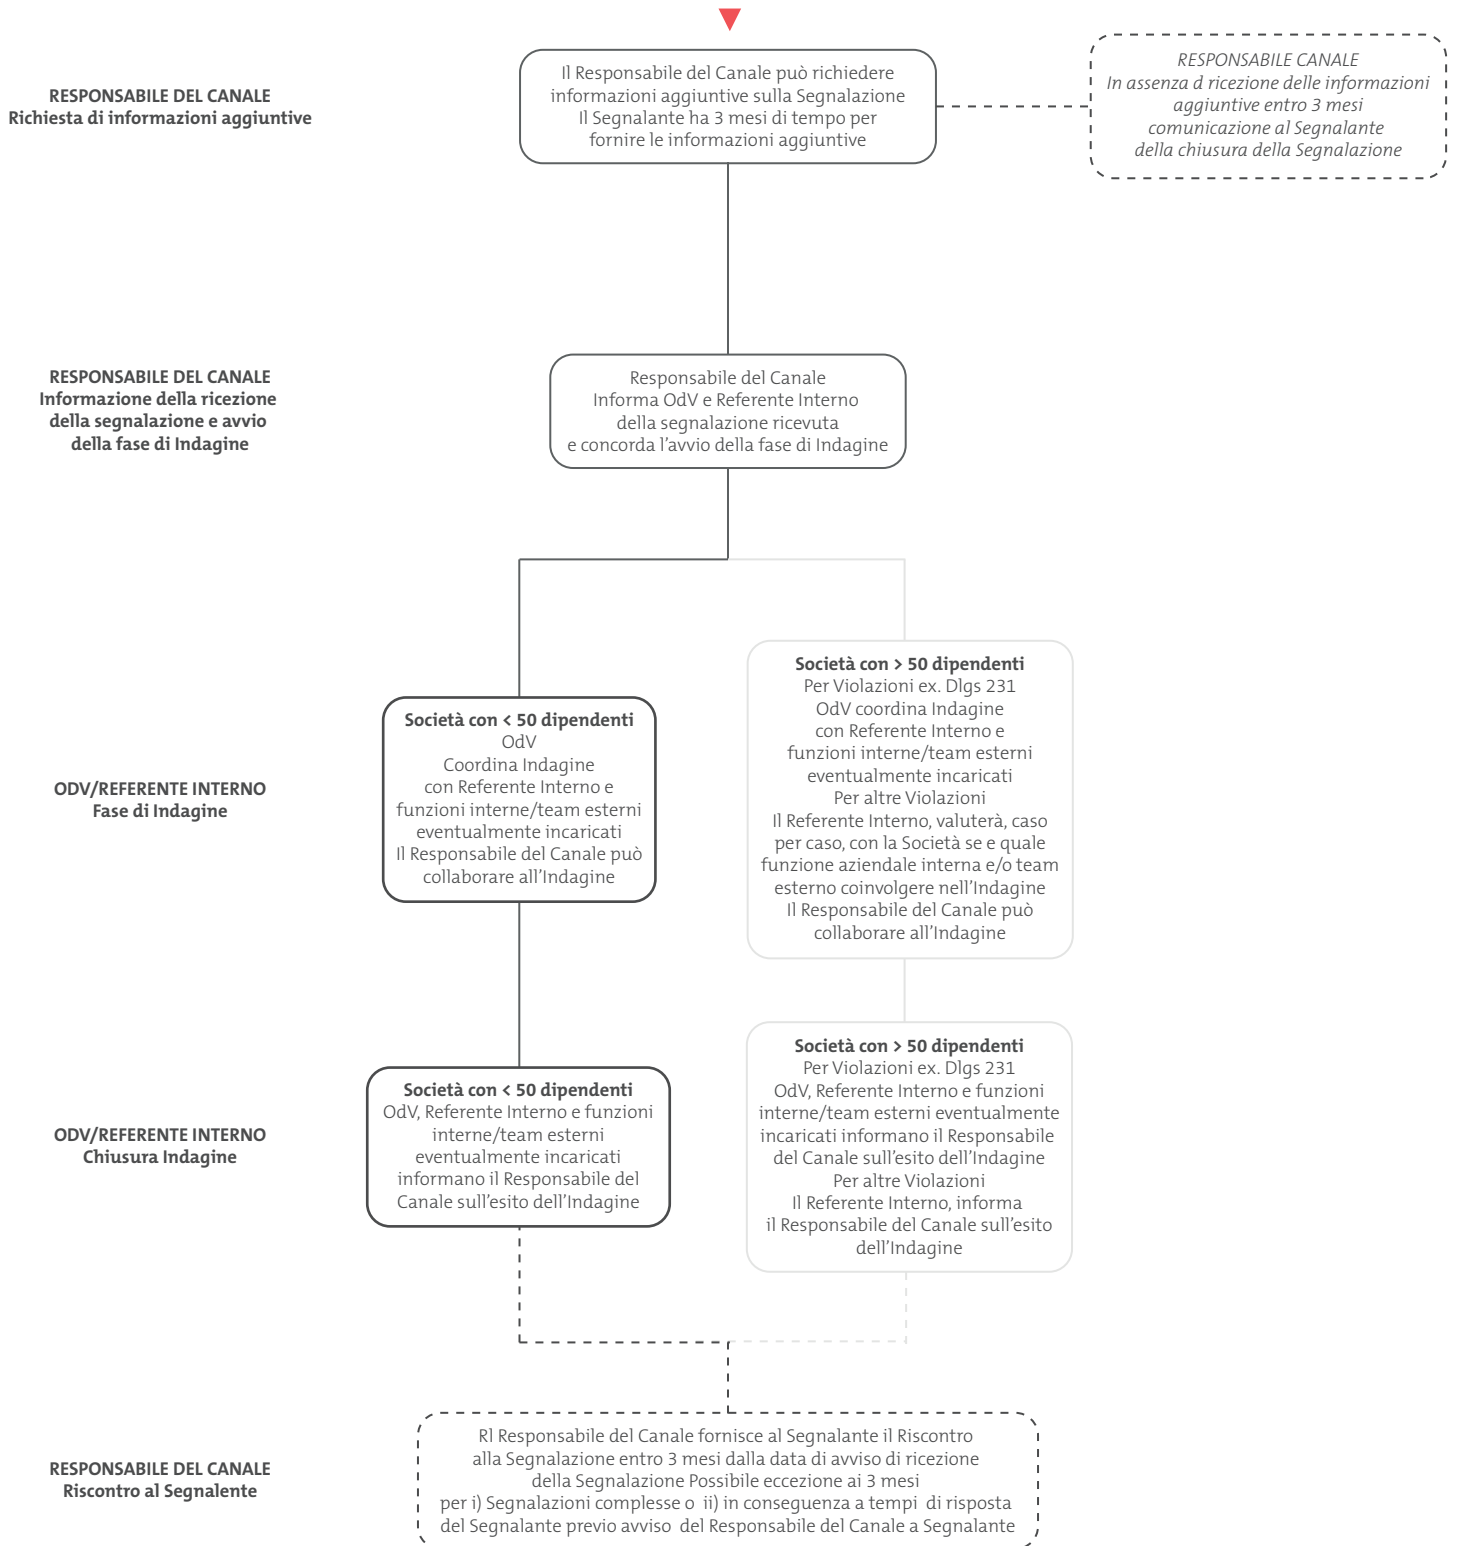 RESPONSABILE DEL CANALE
Richiesta di informazioni aggiuntive
Il Responsabile del Canale può richiedere
informazioni aggiuntive sulla Segnalazione
Il Segnalante ha 3 mesi di tempo per
fornire le informazioni aggiuntive
RESPONSABILE CANALE
In assenza d ricezione delle informazioni
aggiuntive entro 3 mesi
comunicazione al Segnalante
della chiusura della Segnalazione
RESPONSABILE DEL CANALE
Informazione della ricezione
della segnalazione e avvio
della fase di Indagine
Responsabile del Canale
Informa OdV e Referente Interno
della segnalazione ricevuta
e concorda l'avvio della fase di Indagine
ODV/REFERENTE INTERNO
Fase di Indagine
Società con < 50 dipendenti
OdV
Coordina Indagine
con Referente Interno e
funzioni interne/team esterni
eventualmente incaricati
Il Responsabile del Canale può
collaborare all'Indagine
Società con > 50 dipendenti
Per Violazioni ex. Dlgs 231
OdV coordina Indagine
con Referente Interno e
funzioni interne/team esterni
eventualmente incaricati
Per altre Violazioni
Il Referente Interno, valuterà, caso
per caso, con la Società se e quale
funzione aziendale interna e/o team
esterno coinvolgere nell'Indagine
Il Responsabile del Canale può
collaborare all'Indagine
ODV/REFERENTE INTERNO
Chiusura Indagine
Società con < 50 dipendenti
OdV, Referente Interno e funzioni
interne/team esterni
eventualmente incaricati
informano il Responsabile del
Canale sull'esito dell'Indagine
Società con > 50 dipendenti
Per Violazioni ex. Dlgs 231
OdV, Referente Interno e funzioni
interne/team esterni eventualmente
incaricati informano il Responsabile
del Canale sull'esito dell'Indagine
Per altre Violazioni
Il Referente Interno, informa
il Responsabile del Canale sull'esito
dell'Indagine
RESPONSABILE DEL CANALE
Riscontro al Segnalente
Rl Responsabile del Canale fornisce al Segnalante il Riscontro
alla Segnalazione entro 3 mesi dalla data di avviso di ricezione
della Segnalazione Possibile eccezione ai 3 mesi
per i) Segnalazioni complesse o ii) in conseguenza a tempi di risposta
del Segnalante previo avviso del Responsabile del Canale a Segnalante